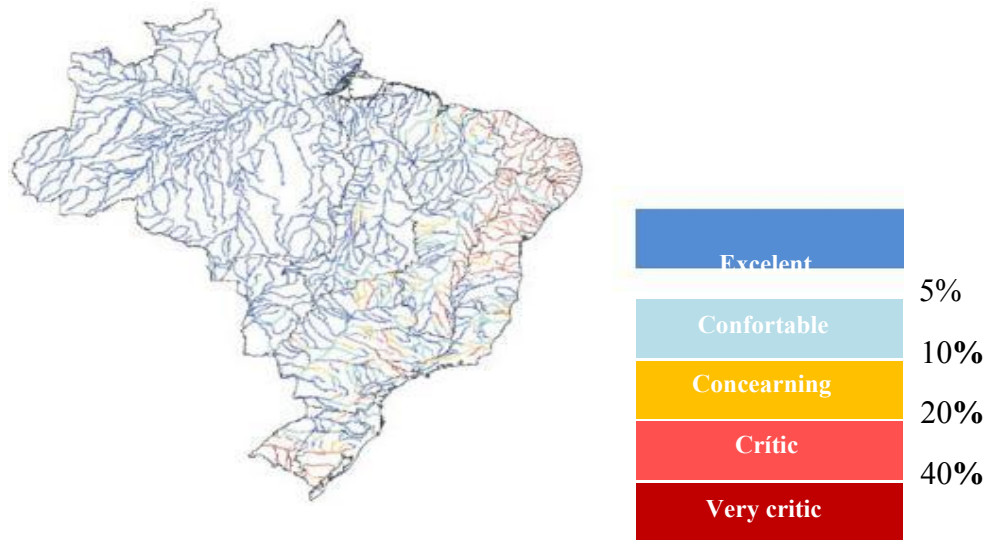 Excelent
5%
Confortable
10%
Concearning
20%
Crític
40%
Very critic